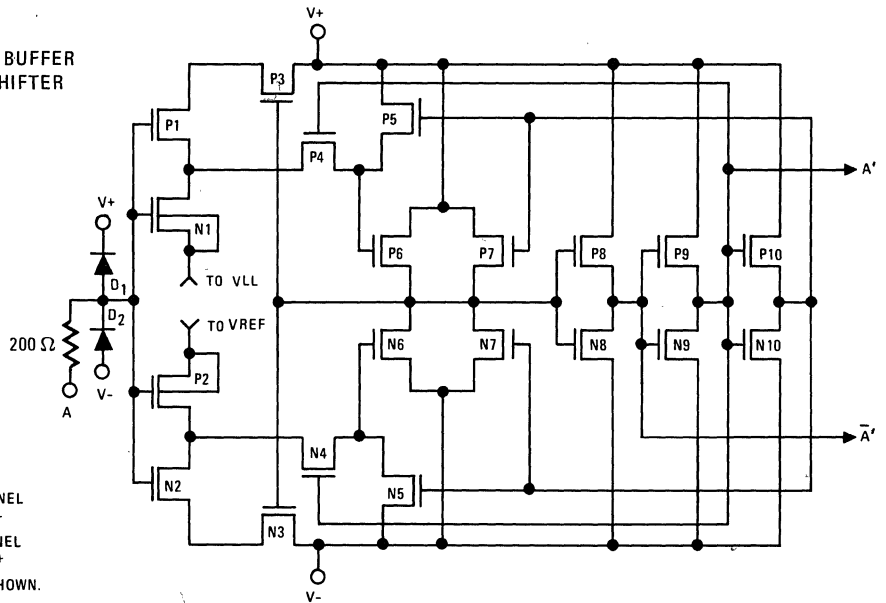 BUFFER
HIFTER
V+
P3
P1
P5
P4
A'
V+
N1
P6
P7
P8
P9
P10
D1
TO VLL
D2
TO VREF
200 Ω
N6
N7
N8
N9
N10
P2
V-
A
Ā'
N4
N2
N5
NEL
N3
NEL
+
HOWN.
V-